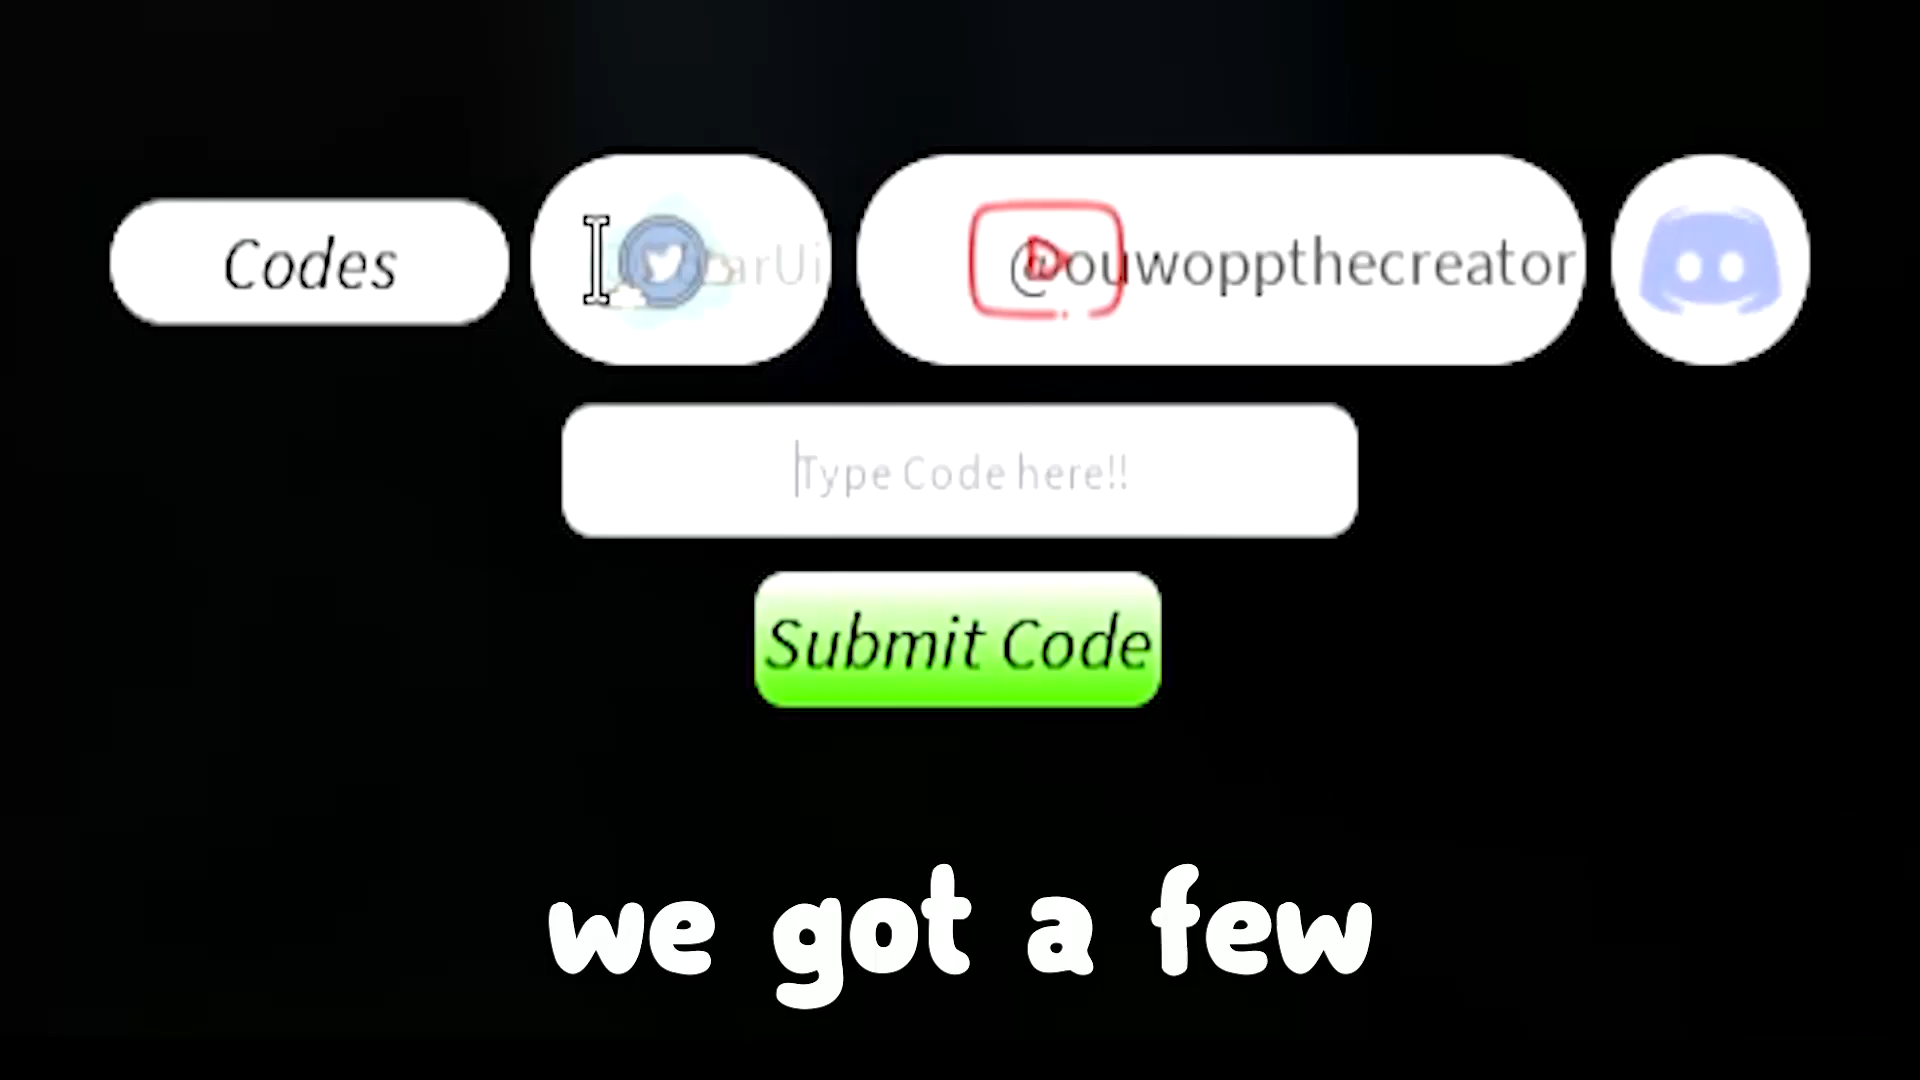 Codes
@ouwoppthecreator
Type Code here!!
Submit Code
we got a few